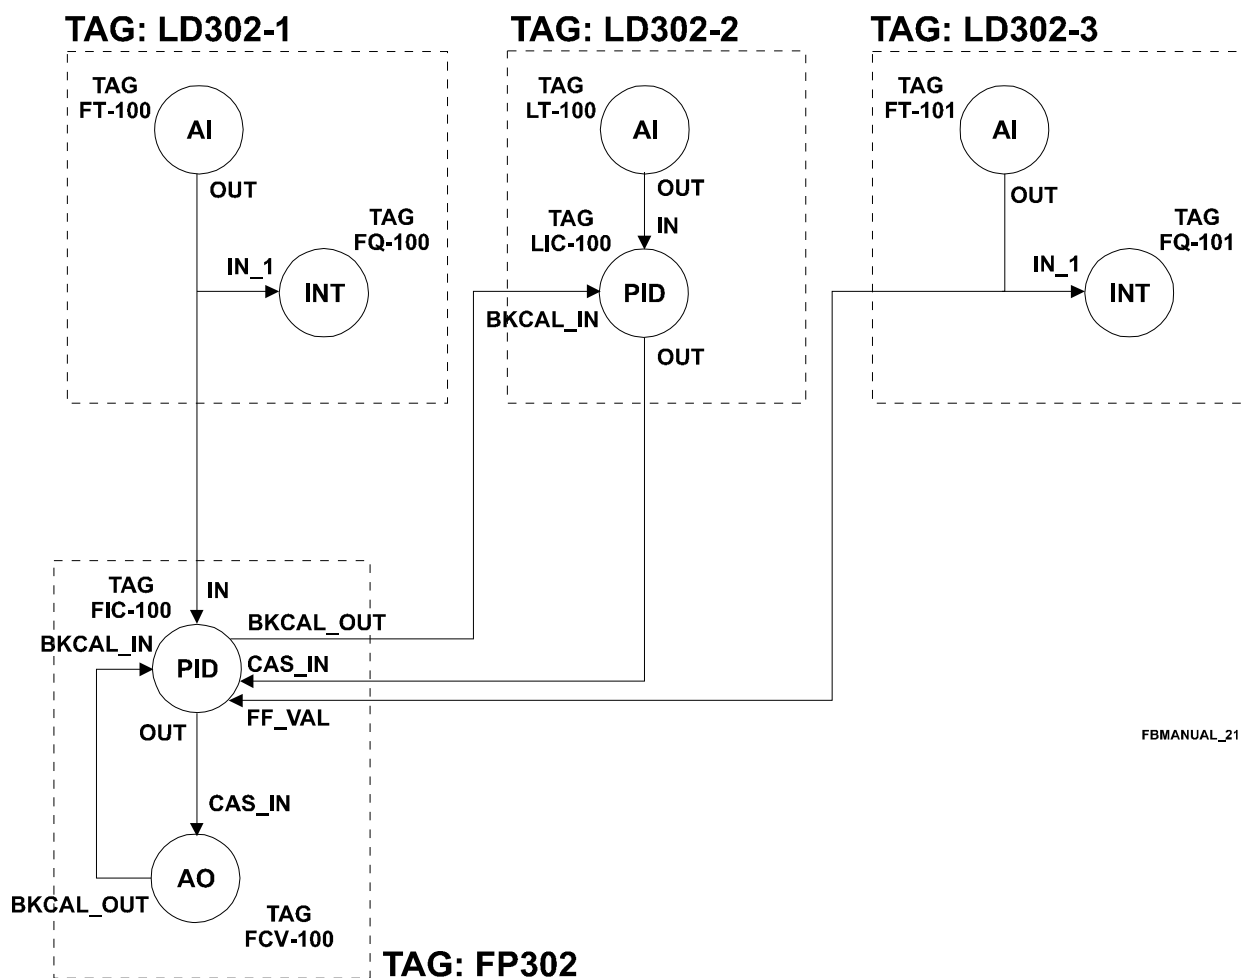 TAG: LD302-1
TAG: LD302-2
TAG: LD302-3
TAG
FT-100
AI
OUT
TAG
FQ-100
IN_1
INT
TAG
LT-100
AI
OUT
TAG
LIC-100
IN
PID
BKCAL_IN
OUT
TAG
FT-101
AI
OUT
TAG
FQ-101
IN_1
INT
TAG
FIC-100
IN
BKCAL_IN
PID
BKCAL_OUT
CAS_IN
FF_VAL
OUT
CAS_IN
AO
BKCAL_OUT
TAG
FCV-100
TAG: FP302
FBMANUAL_21